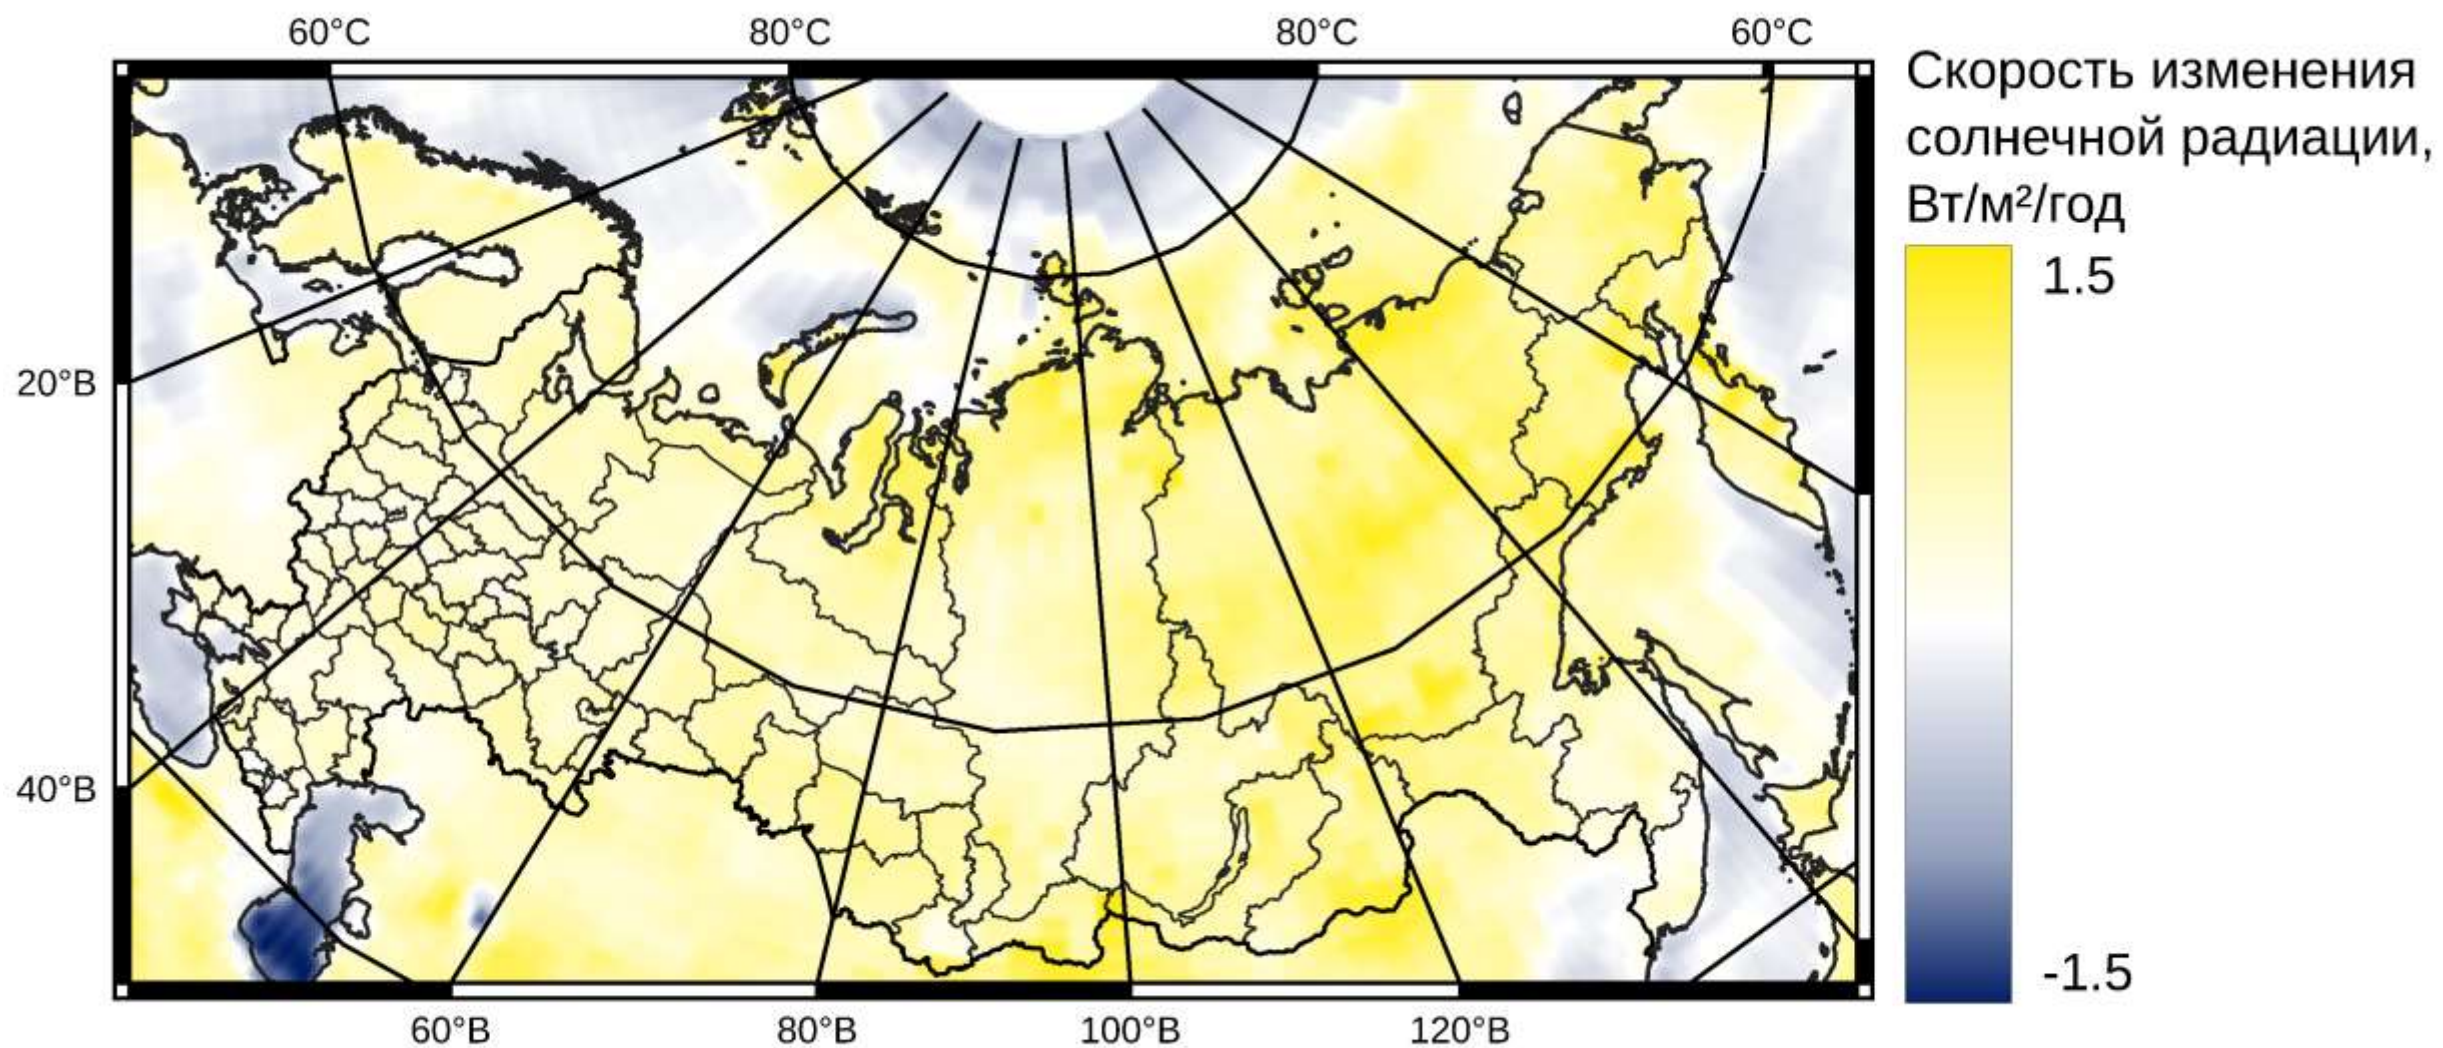 60°С 80°С 80°С 60°С
Скорость изменения
солнечной радиации,
Вт/м²/год
1.5
20°В
40°В
-1.5
60°В 80°В 100°В 120°В